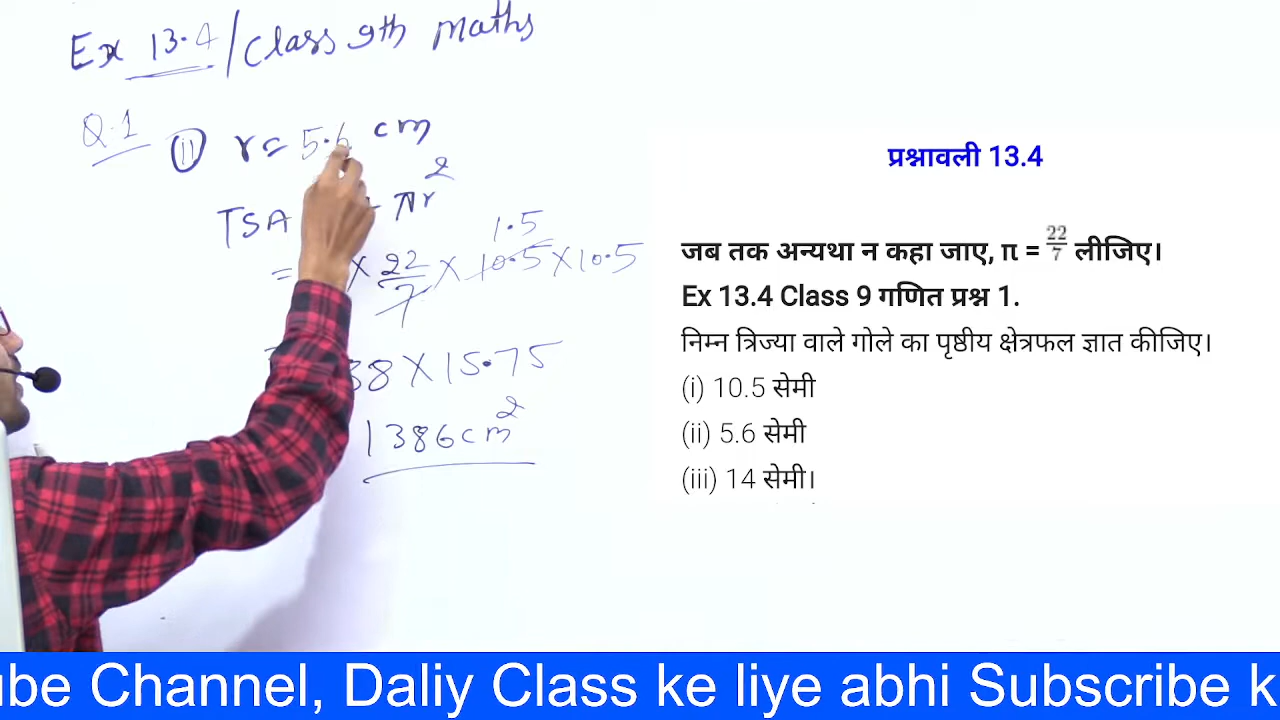 Ex 13.4/Class 9th maths
Q.1 (ii) r = 5.6 cm
TSA πr²
1.5
= × 22/7 × 10.5 × 10.5
38 × 15.75
1386 cm²
प्रश्नावली 13.4
जब तक अन्यथा न कहा जाए, π = 22/7 लीजिए।
Ex 13.4 Class 9 गणित प्रश्न 1.
निम्न त्रिज्या वाले गोले का पृष्ठीय क्षेत्रफल ज्ञात कीजिए।
(i) 10.5 सेमी
(ii) 5.6 सेमी
(iii) 14 सेमी।
ube Channel, Daliy Class ke liye abhi Subscribe k